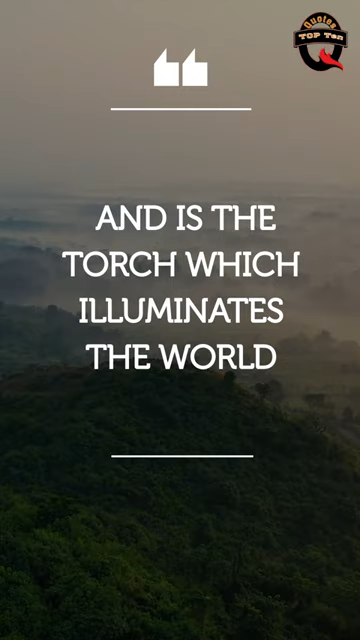 Quotes
TOP Ten
AND IS THE
TORCH WHICH
ILLUMINATES
THE WORLD